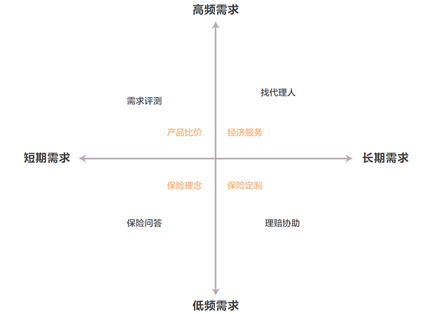 高频需求
找代理人
需求评测
产品比价
经济服务
短期需求
长期需求
保险理念
保险定制
保险问答
理赔协助
低频需求